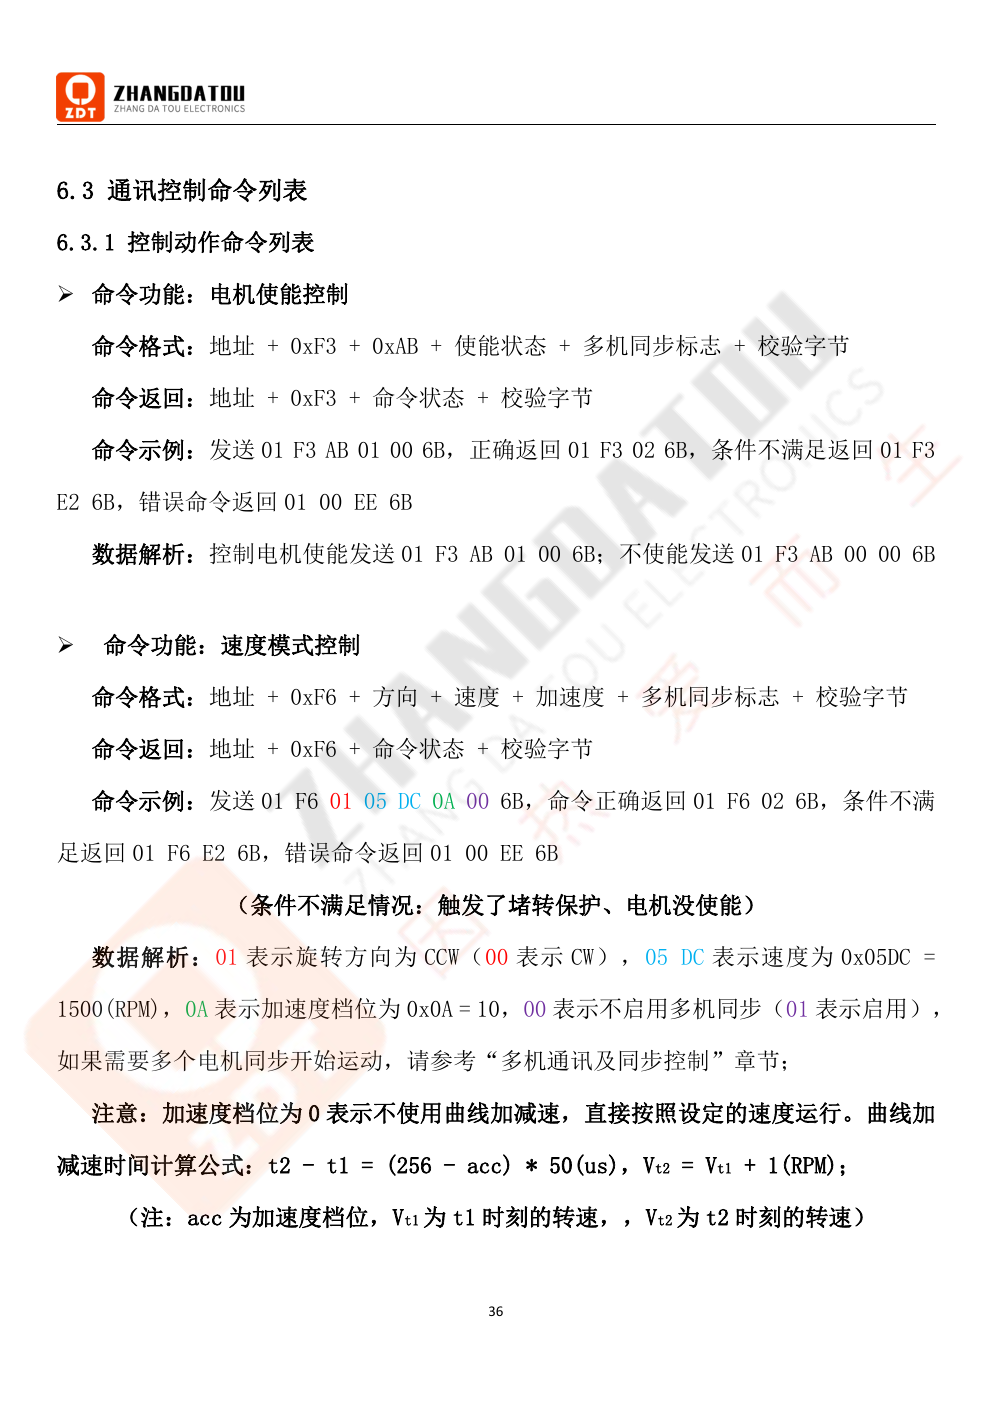 ZHANGDATOU
ZHANG DA TOU ELECTRONICS
ZDT
6.3 通讯控制命令列表
6.3.1 控制动作命令列表
➢ 命令功能：电机使能控制
命令格式：地址 + 0xF3 + 0xAB + 使能状态 + 多机同步标志 + 校验字节
命令返回：地址 + 0xF3 + 命令状态 + 校验字节
命令示例：发送 01 F3 AB 01 00 6B，正确返回 01 F3 02 6B，条件不满足返回 01 F3
E2 6B，错误命令返回 01 00 EE 6B
数据解析：控制电机使能发送 01 F3 AB 01 00 6B；不使能发送 01 F3 AB 00 00 6B
➢ 命令功能：速度模式控制
命令格式：地址 + 0xF6 + 方向 + 速度 + 加速度 + 多机同步标志 + 校验字节
命令返回：地址 + 0xF6 + 命令状态 + 校验字节
命令示例：发送 01 F6 01 05 DC 0A 00 6B，命令正确返回 01 F6 02 6B，条件不满
足返回 01 F6 E2 6B，错误命令返回 01 00 EE 6B
（条件不满足情况：触发了堵转保护、电机没使能）
数据解析：01 表示旋转方向为 CCW（00 表示 CW），05 DC 表示速度为 0x05DC =
1500(RPM)，0A 表示加速度档位为 0x0A = 10，00 表示不启用多机同步（01 表示启用），
如果需要多个电机同步开始运动，请参考“多机通讯及同步控制”章节；
注意：加速度档位为 0 表示不使用曲线加减速，直接按照设定的速度运行。曲线加
减速时间计算公式：t2 - t1 = (256 - acc) * 50(us)，Vt2 = Vt1 + 1(RPM)；
（注：acc 为加速度档位，Vt1 为 t1 时刻的转速，，Vt2 为 t2 时刻的转速）
ZHANGDATOU
ZHANG DA TOU ELECTRONICS
因热爱而生
ZDT
36